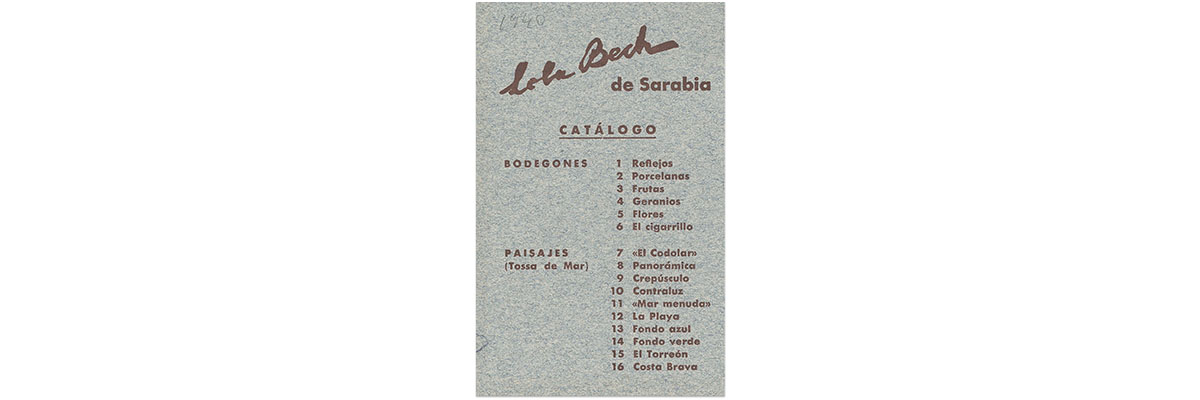 1940
Lola Bech
de Sarabia
CATÁLOGO
BODEGONES 1 Reflejos
2 Porcelanas
3 Frutas
4 Geranios
5 Flores
6 El cigarrillo
PAISAJES 7 «El Codolar»
(Tossa de Mar) 8 Panorámica
9 Crepúsculo
10 Contraluz
11 «Mar menuda»
12 La Playa
13 Fondo azul
14 Fondo verde
15 El Torreón
16 Costa Brava